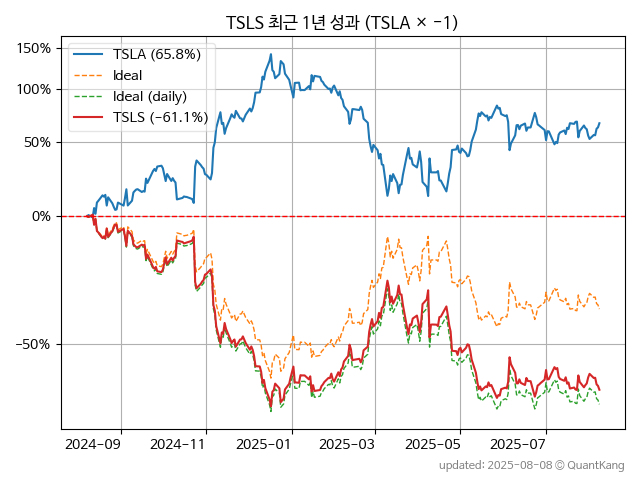 TSLS 최근 1년 성과 (TSLA × −1)
150%
100%
50%
0%
−50%
TSLA (65.8%)
Ideal
Ideal (daily)
TSLS (−61.1%)
2024-09
2024-11
2025-01
2025-03
2025-05
2025-07
updated: 2025-08-08 © QuantKang